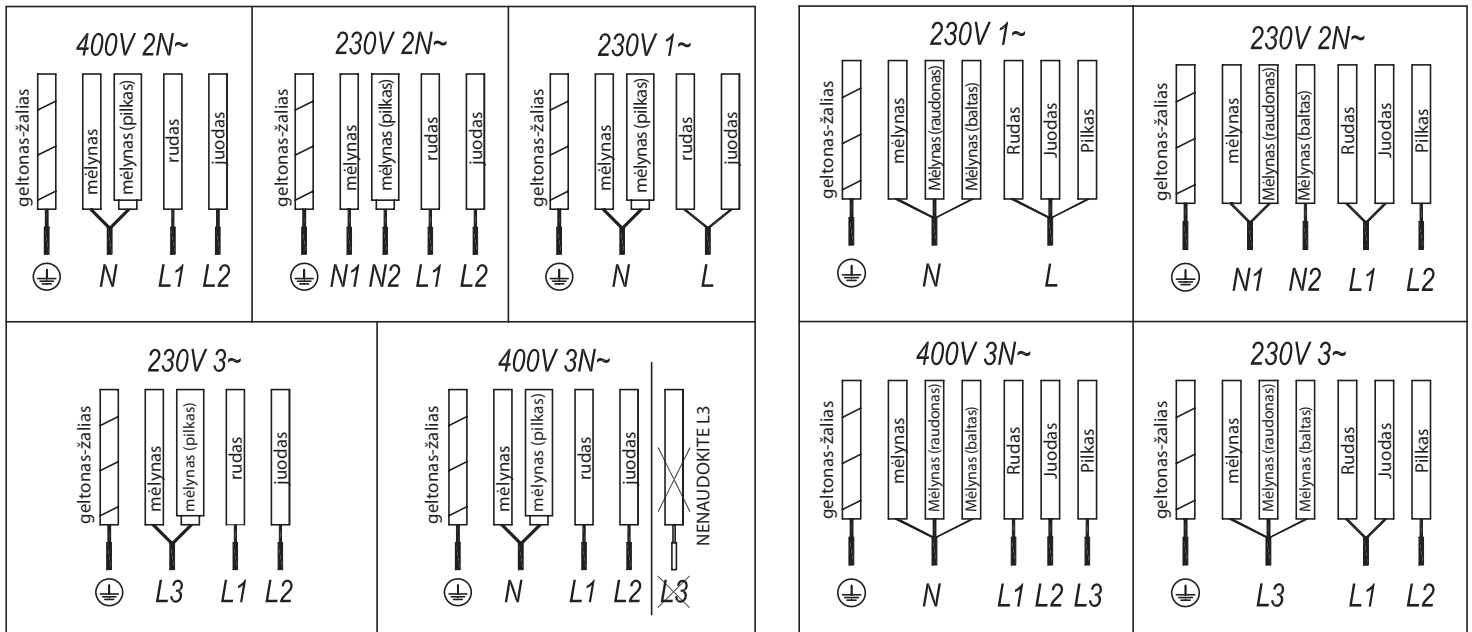 400V 2N~
geltonas-žalias
mėlynas
mėlynas (pilkas)
rudas
juodas
N L1 L2
230V 2N~
geltonas-žalias
mėlynas
mėlynas (pilkas)
rudas
juodas
N1 N2 L1 L2
230V 1~
geltonas-žalias
mėlynas
mėlynas (pilkas)
rudas
juodas
N L
230V 3~
geltonas-žalias
mėlynas
mėlynas (pilkas)
rudas
juodas
L3 L1 L2
400V 3N~
geltonas-žalias
mėlynas
mėlynas (pilkas)
rudas
juodas
NENAUDOKITE L3
N L1 L2 L3
230V 1~
geltonas-žalias
mėlynas
Mėlynas (raudonas)
Mėlynas (baltas)
Rudas
Juodas
Pilkas
N L
230V 2N~
geltonas-žalias
mėlynas
Mėlynas (raudonas)
Mėlynas (baltas)
Rudas
Juodas
Pilkas
N1 N2 L1 L2
400V 3N~
geltonas-žalias
mėlynas
Mėlynas (raudonas)
Mėlynas (baltas)
Rudas
Juodas
Pilkas
N L1 L2 L3
230V 3~
geltonas-žalias
mėlynas
Mėlynas (raudonas)
Mėlynas (baltas)
Rudas
Juodas
Pilkas
L3 L1 L2